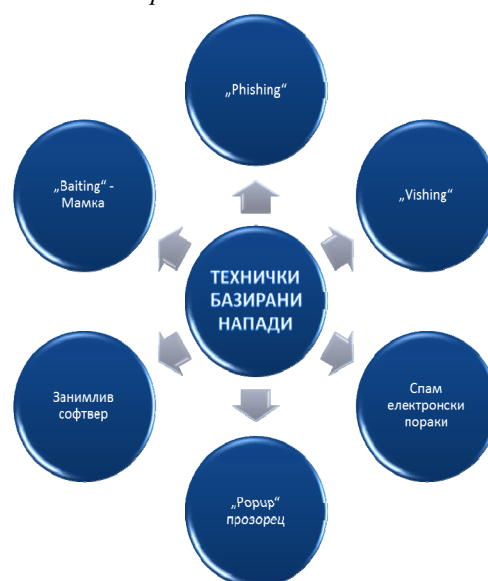 „Phishing“
„Baiting“ -
Мамка
„Vishing“
ТЕХНИЧКИ
БАЗИРАНИ
НАПАДИ
Занимлив
софтвер
Спам
електронски
пораки
„Popup“
прозорец